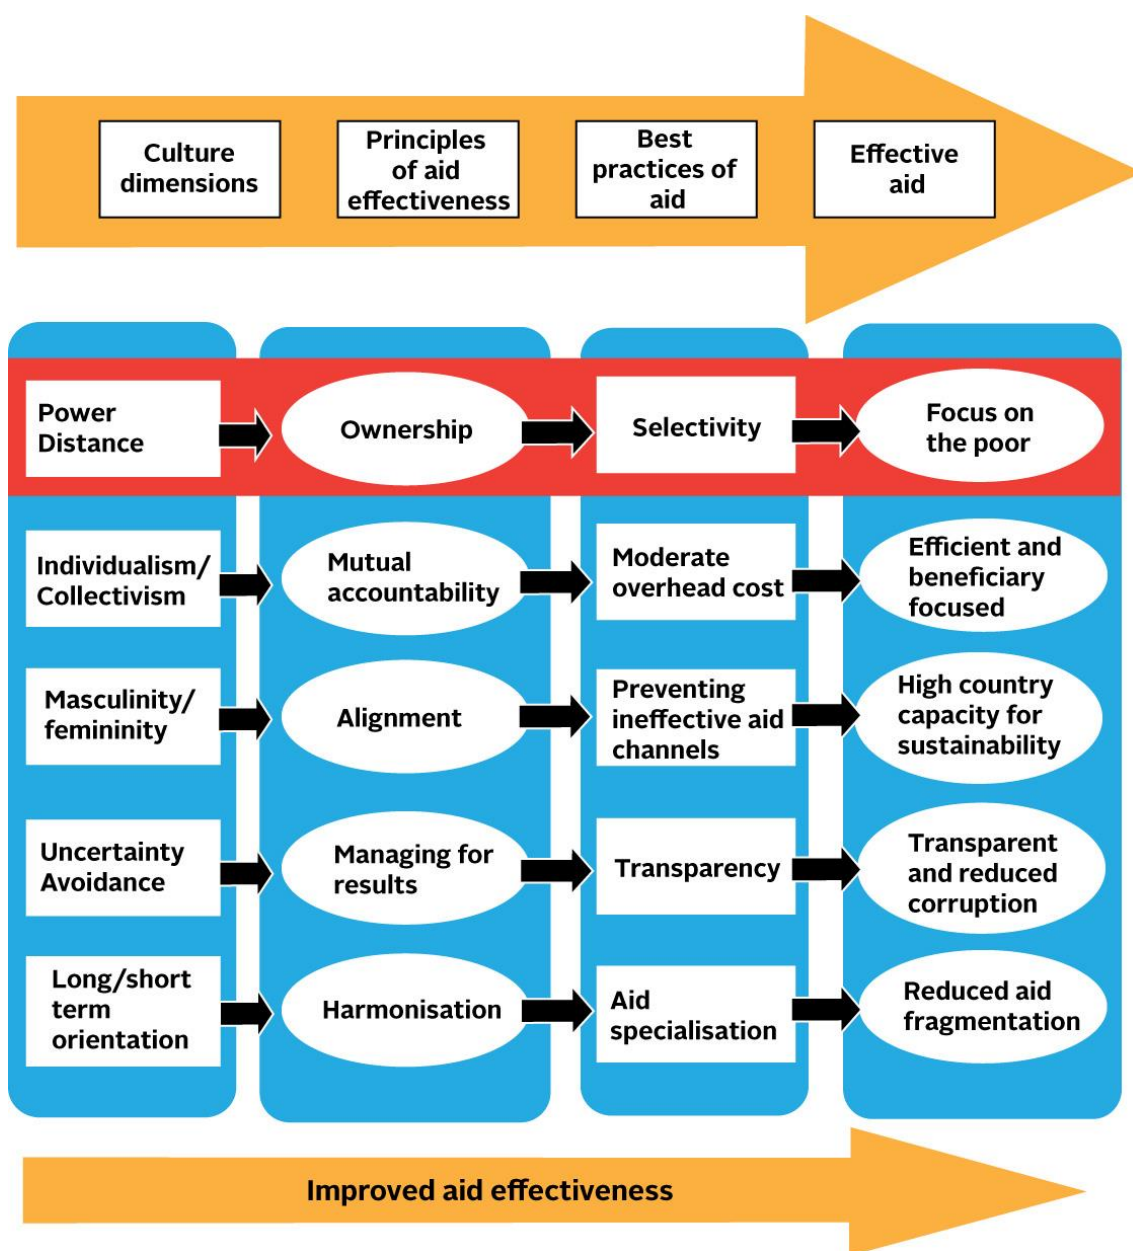 Culture
dimensions
Principles
of aid
effectiveness
Best
practices of
aid
Effective
aid
Power
Distance
Ownership
Selectivity
Focus on
the poor
Individualism/
Collectivism
Mutual
accountability
Moderate
overhead cost
Efficient and
beneficiary
focused
Masculinity/
femininity
Alignment
Preventing
ineffective aid
channels
High country
capacity for
sustainability
Uncertainty
Avoidance
Managing for
results
Transparency
Transparent
and reduced
corruption
Long/short
term
orientation
Harmonisation
Aid
specialisation
Reduced aid
fragmentation
Improved aid effectiveness